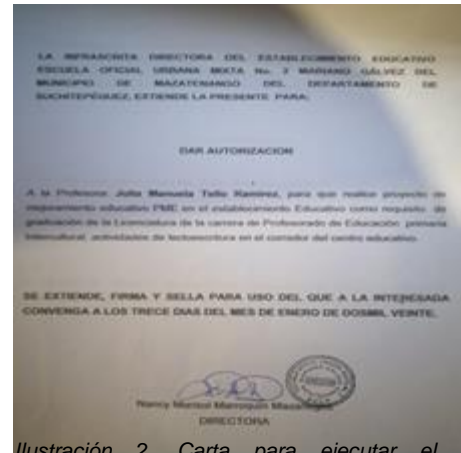 LA INFRASCRITA DIRECTORA DEL ESTABLECIMIENTO EDUCATIVO
ESCUELA OFICIAL URBANA MIXTA No. 2 MARIANO GÁLVEZ DEL
MUNICIPIO DE MAZATENANGO DEL DEPARTAMENTO DE
SUCHITEPÉQUEZ, EXTIENDE LA PRESENTE PARA:
DAR AUTORIZACION
A la Profesora: Julia Manuela Tello Ramirez, para que realice proyecto de
mejoramiento educativo PME en el establecimiento Educativo como requisito de
graduación de la Licenciatura de la carrera de Profesorado de Educación primaria
Intercultural, actividades de lectoescritura en el corredor del centro educativo.
SE EXTIENDE, FIRMA Y SELLA PARA USO DEL QUE A LA INTERESADA
CONVENGA A LOS TRECE DIAS DEL MES DE ENERO DE DOSMIL VEINTE.
Nancy Marisol Marroquin
DIRECTORA
Ilustración 2. Carta para ejecutar el